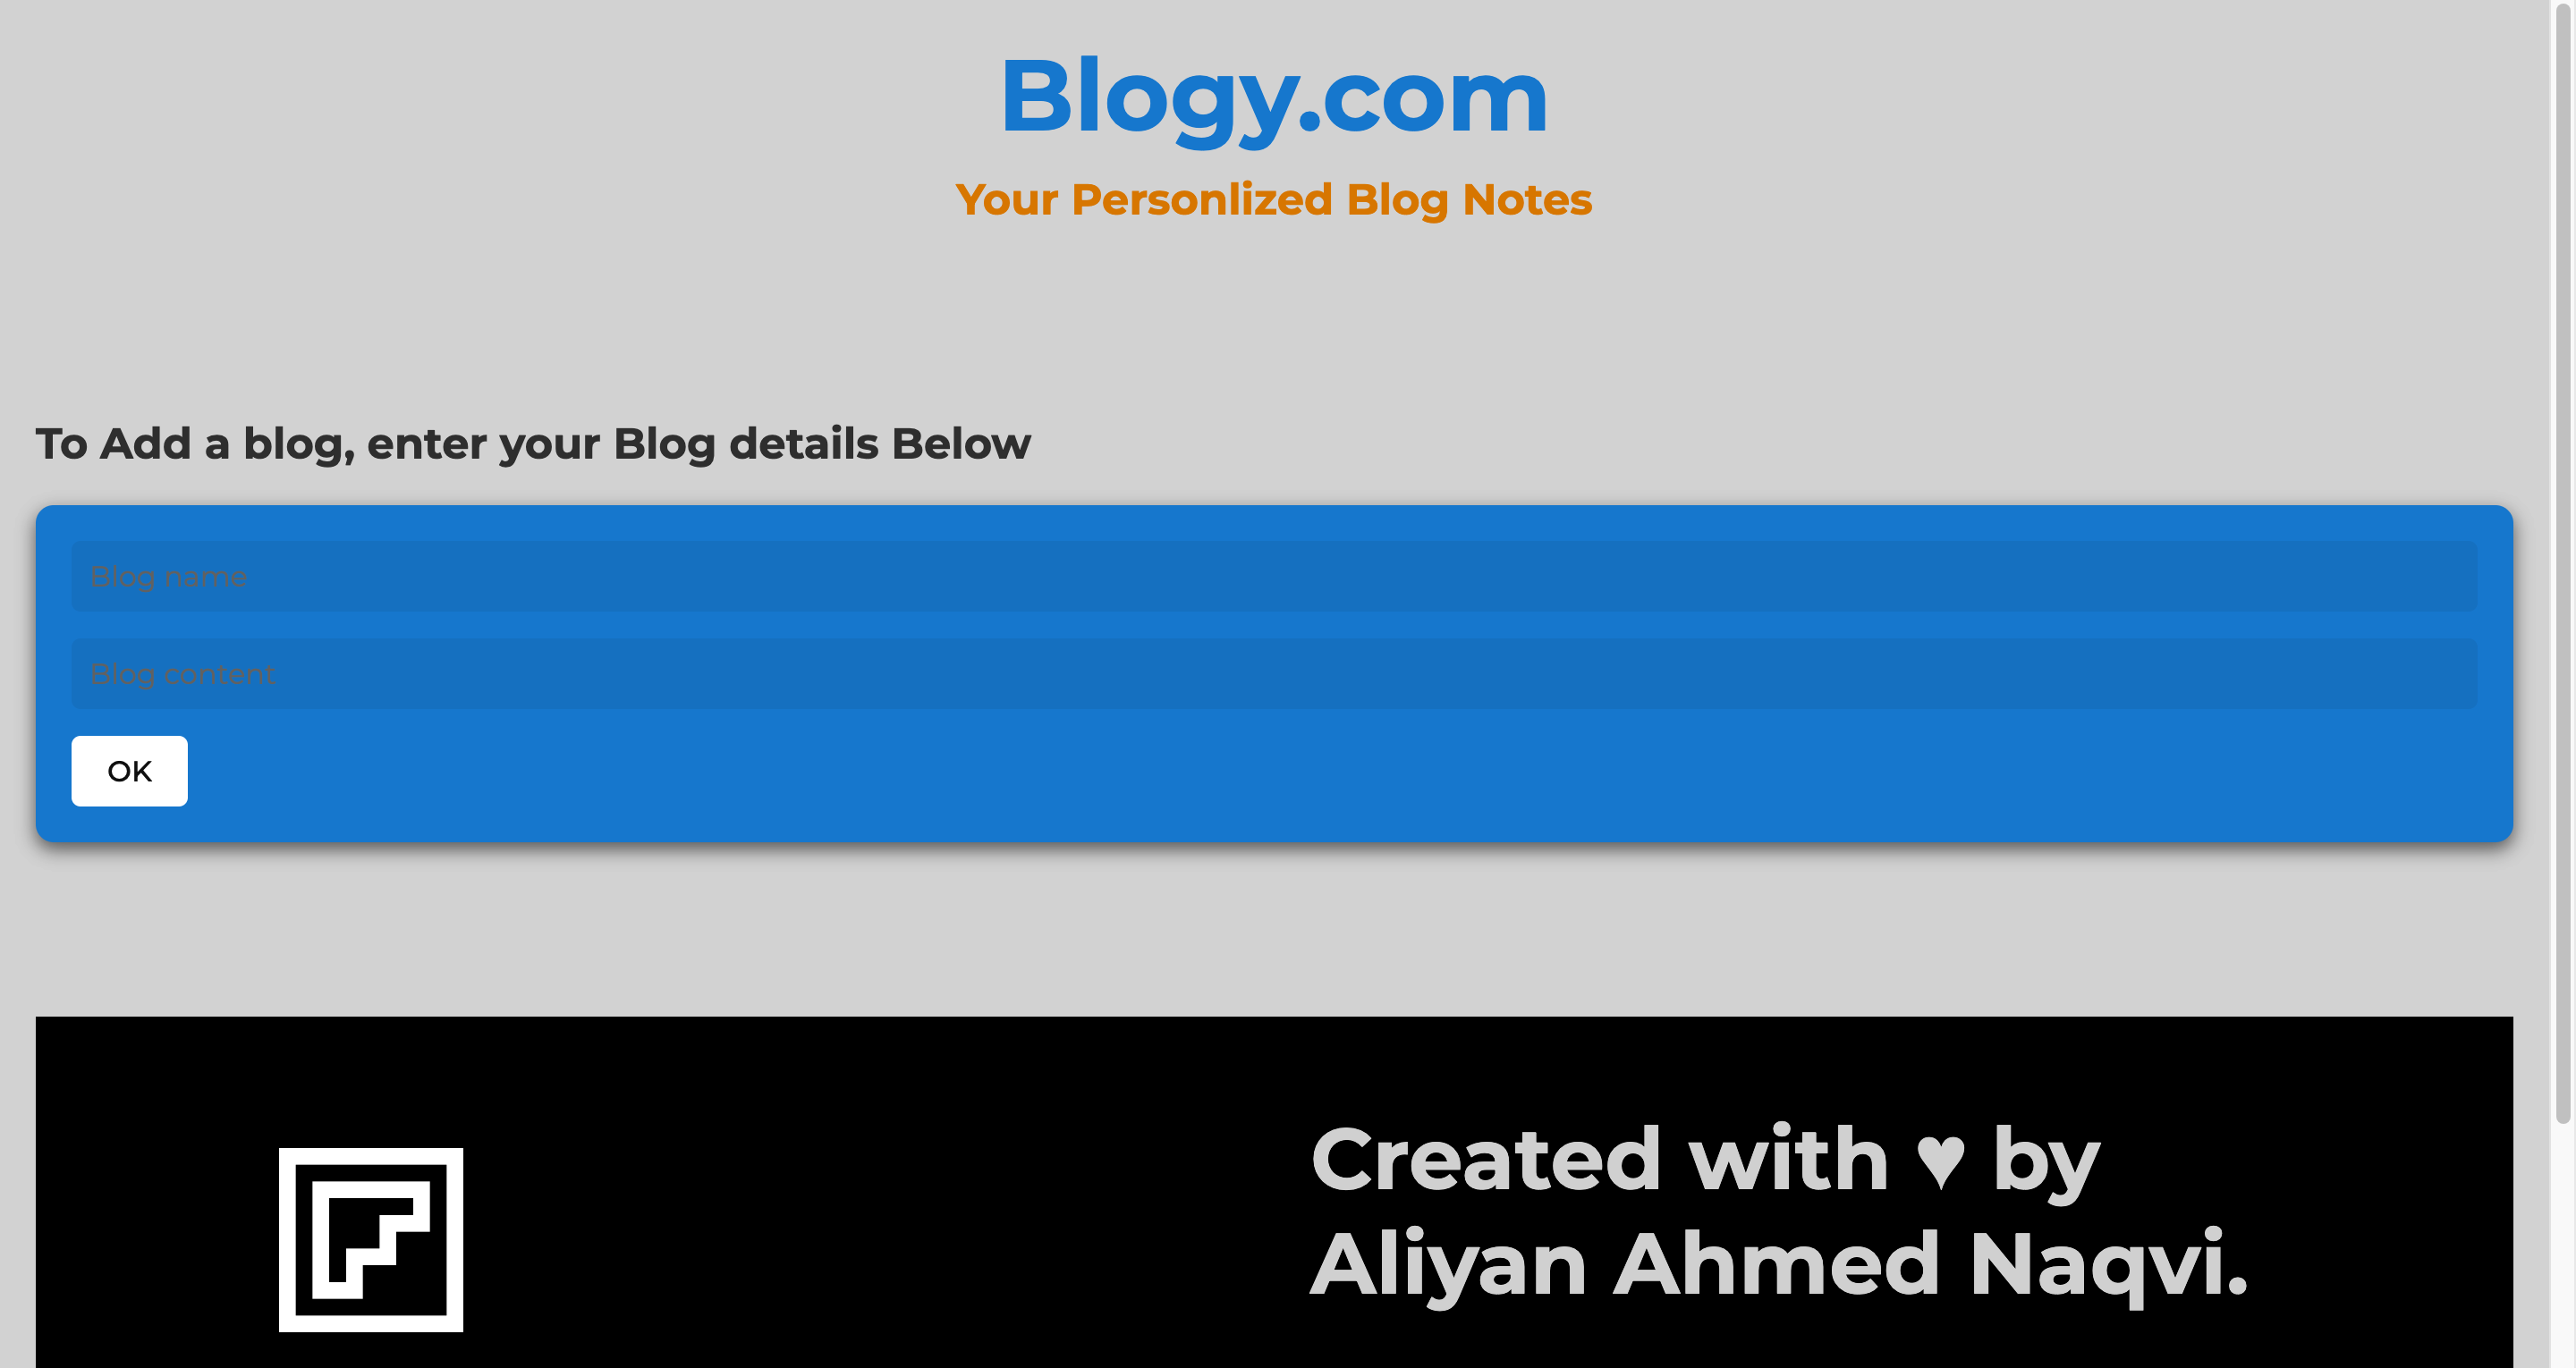 Blogy.com
Your Personlized Blog Notes
To Add a blog, enter your Blog details Below
Blog name
Blog content
OK
Created with ♥ by
Aliyan Ahmed Naqvi.